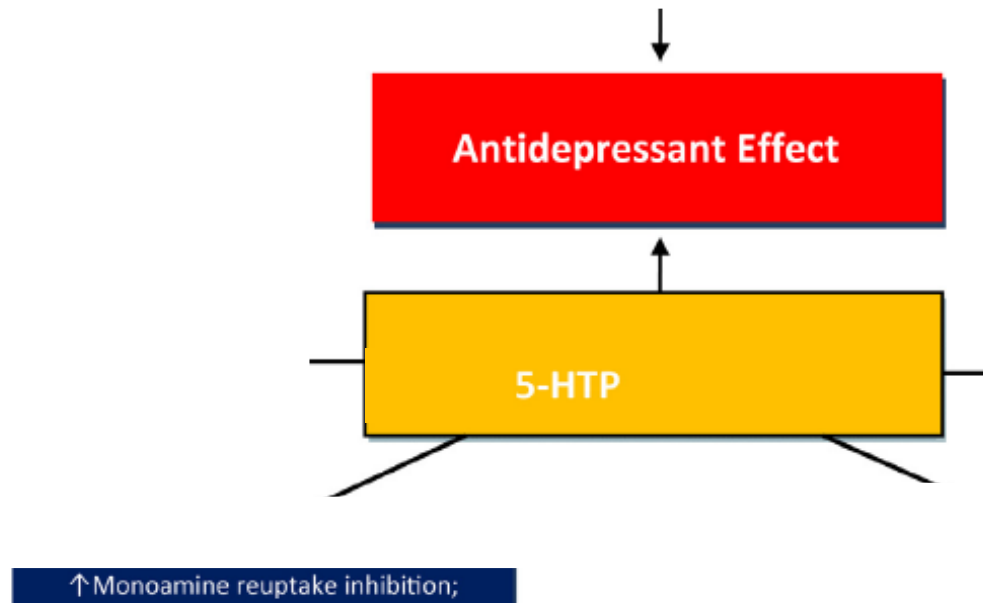 Antidepressant Effect
5-HTP
↑Monoamine reuptake inhibition;